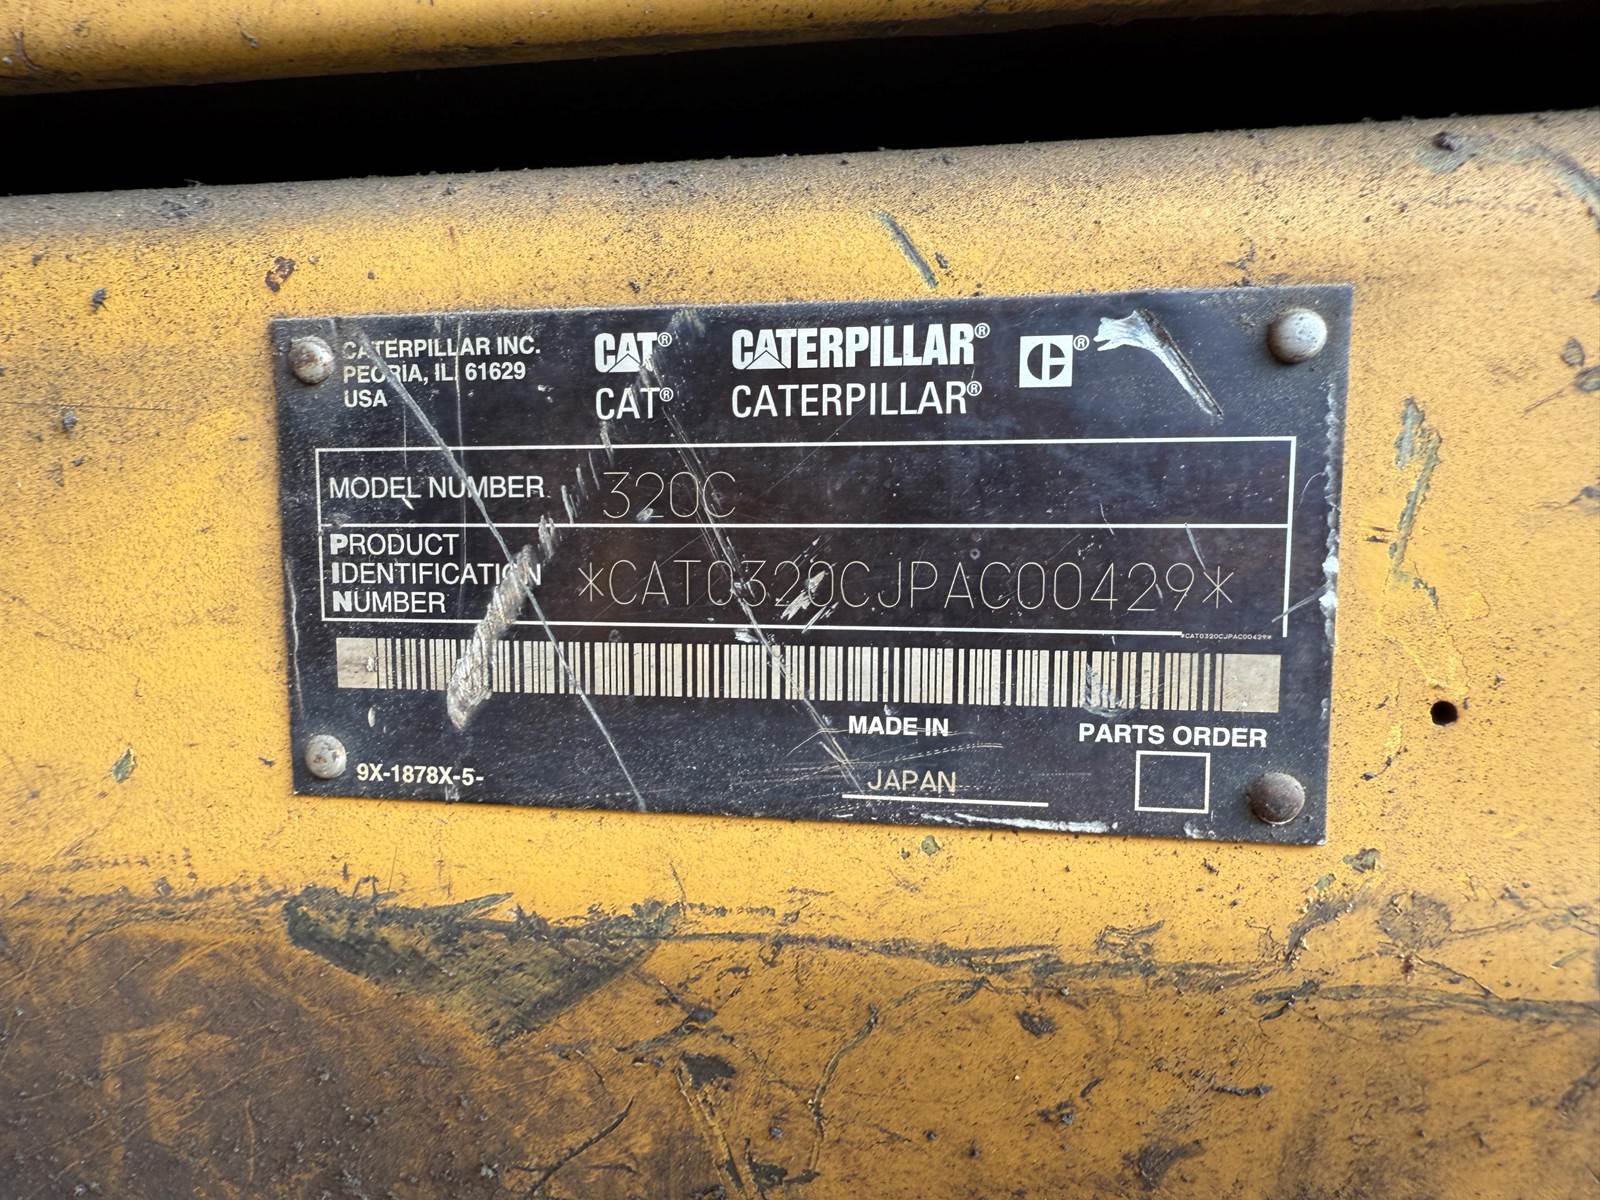 CATERPILLAR INC.
PEORIA, IL 61629
USA
CAT® CATERPILLAR® C®
CAT® CATERPILLAR®
MODEL NUMBER 320C
PRODUCT
IDENTIFICATION
NUMBER
*CAT0320CJPAC00429*
*CAT0320CJPAC00429*
MADE IN
JAPAN
PARTS ORDER
9X-1878X-5-